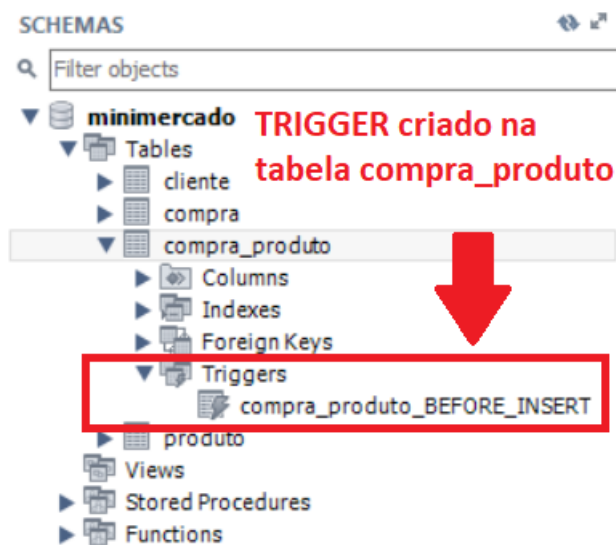 SCHEMAS
Filter objects
minimercado
TRIGGER criado na
tabela compra_produto
Tables
cliente
compra
compra_produto
Columns
Indexes
Foreign Keys
Triggers
compra_produto_BEFORE_INSERT
produto
Views
Stored Procedures
Functions